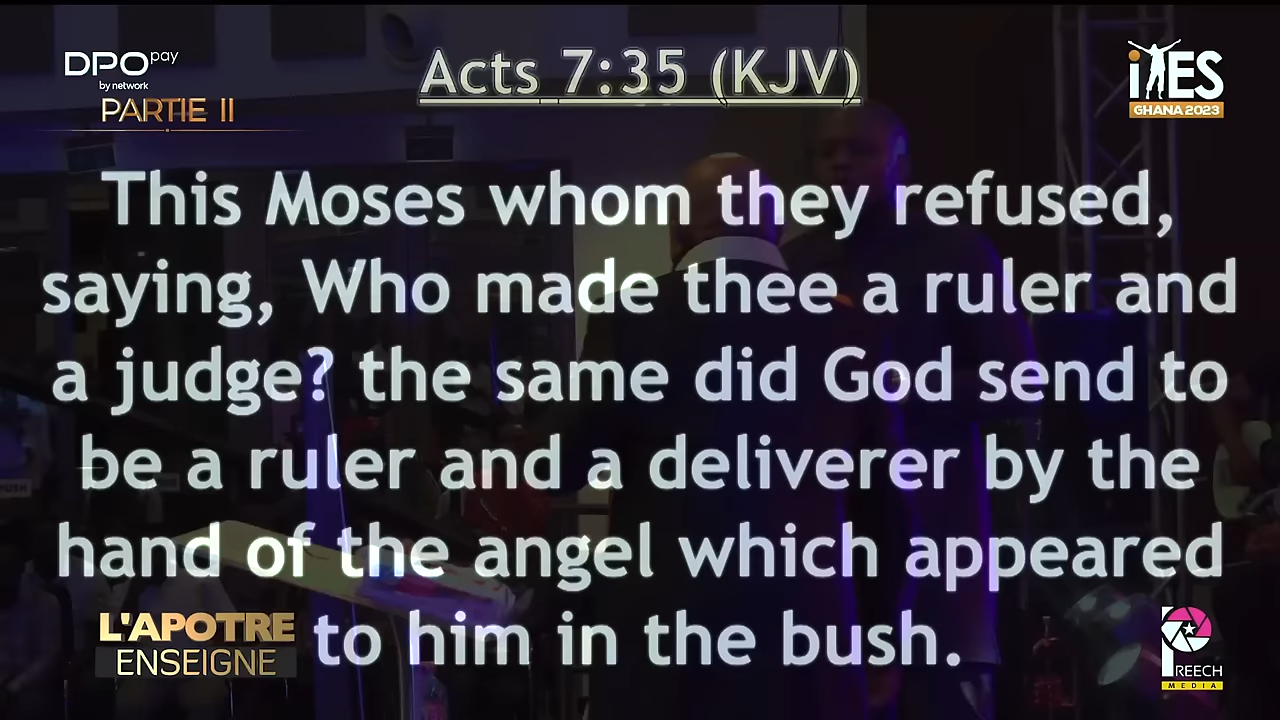 DPO pay
by network
PARTIE II
Acts 7:35 (KJV)
iTES
GHANA 2023
This Moses whom they refused,
saying, Who made thee a ruler and
a judge? the same did God send to
be a ruler and a deliverer by the
hand of the angel which appeared
to him in the bush.
L'APOTRE
ENSEIGNE
PREECH
MEDIA
PUSH